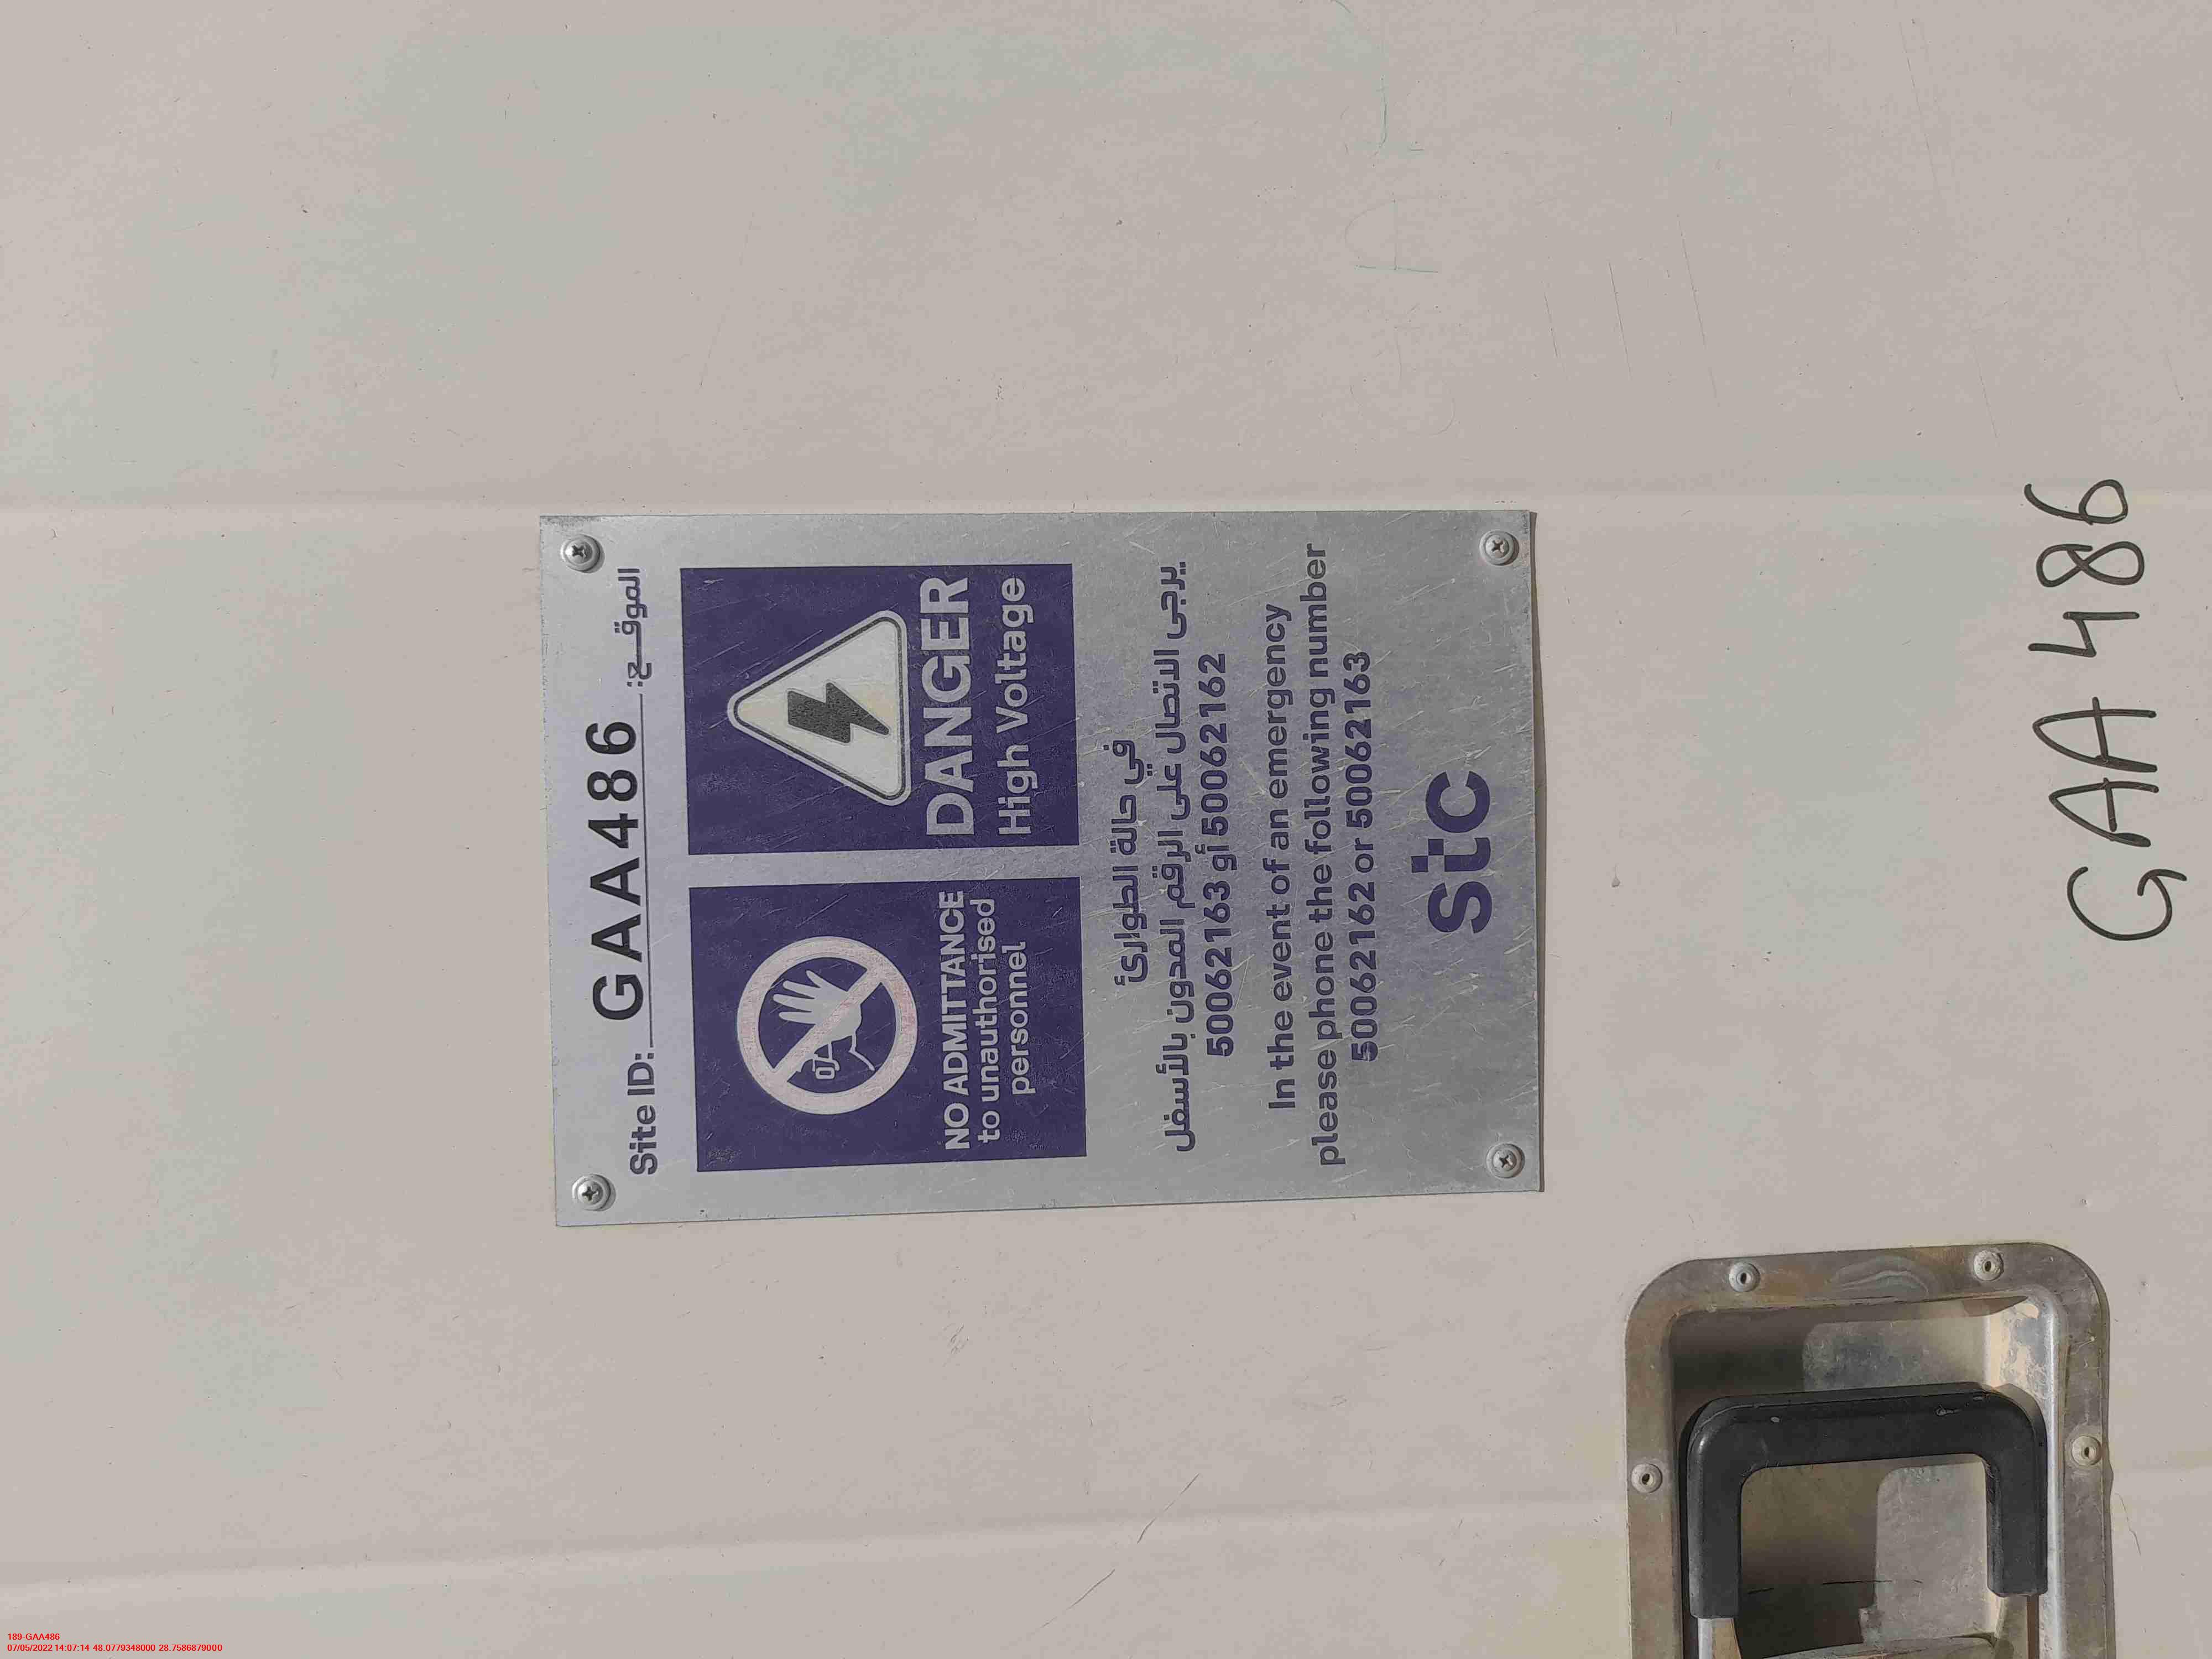 Site ID: GAA486 الموقع:
NO ADMITTANCE
to unauthorised
personnel
DANGER
High Voltage
في حالة الطوارئ
يرجى الاتصال على الرقم المدون بالأسفل
50062162 أو 50062163
In the event of an emergency
please phone the following number
50062162 or 50062163
stc
GAA 486
189-GAA486
07/05/2022 14:07:14 48.0779348000 28.7586879000